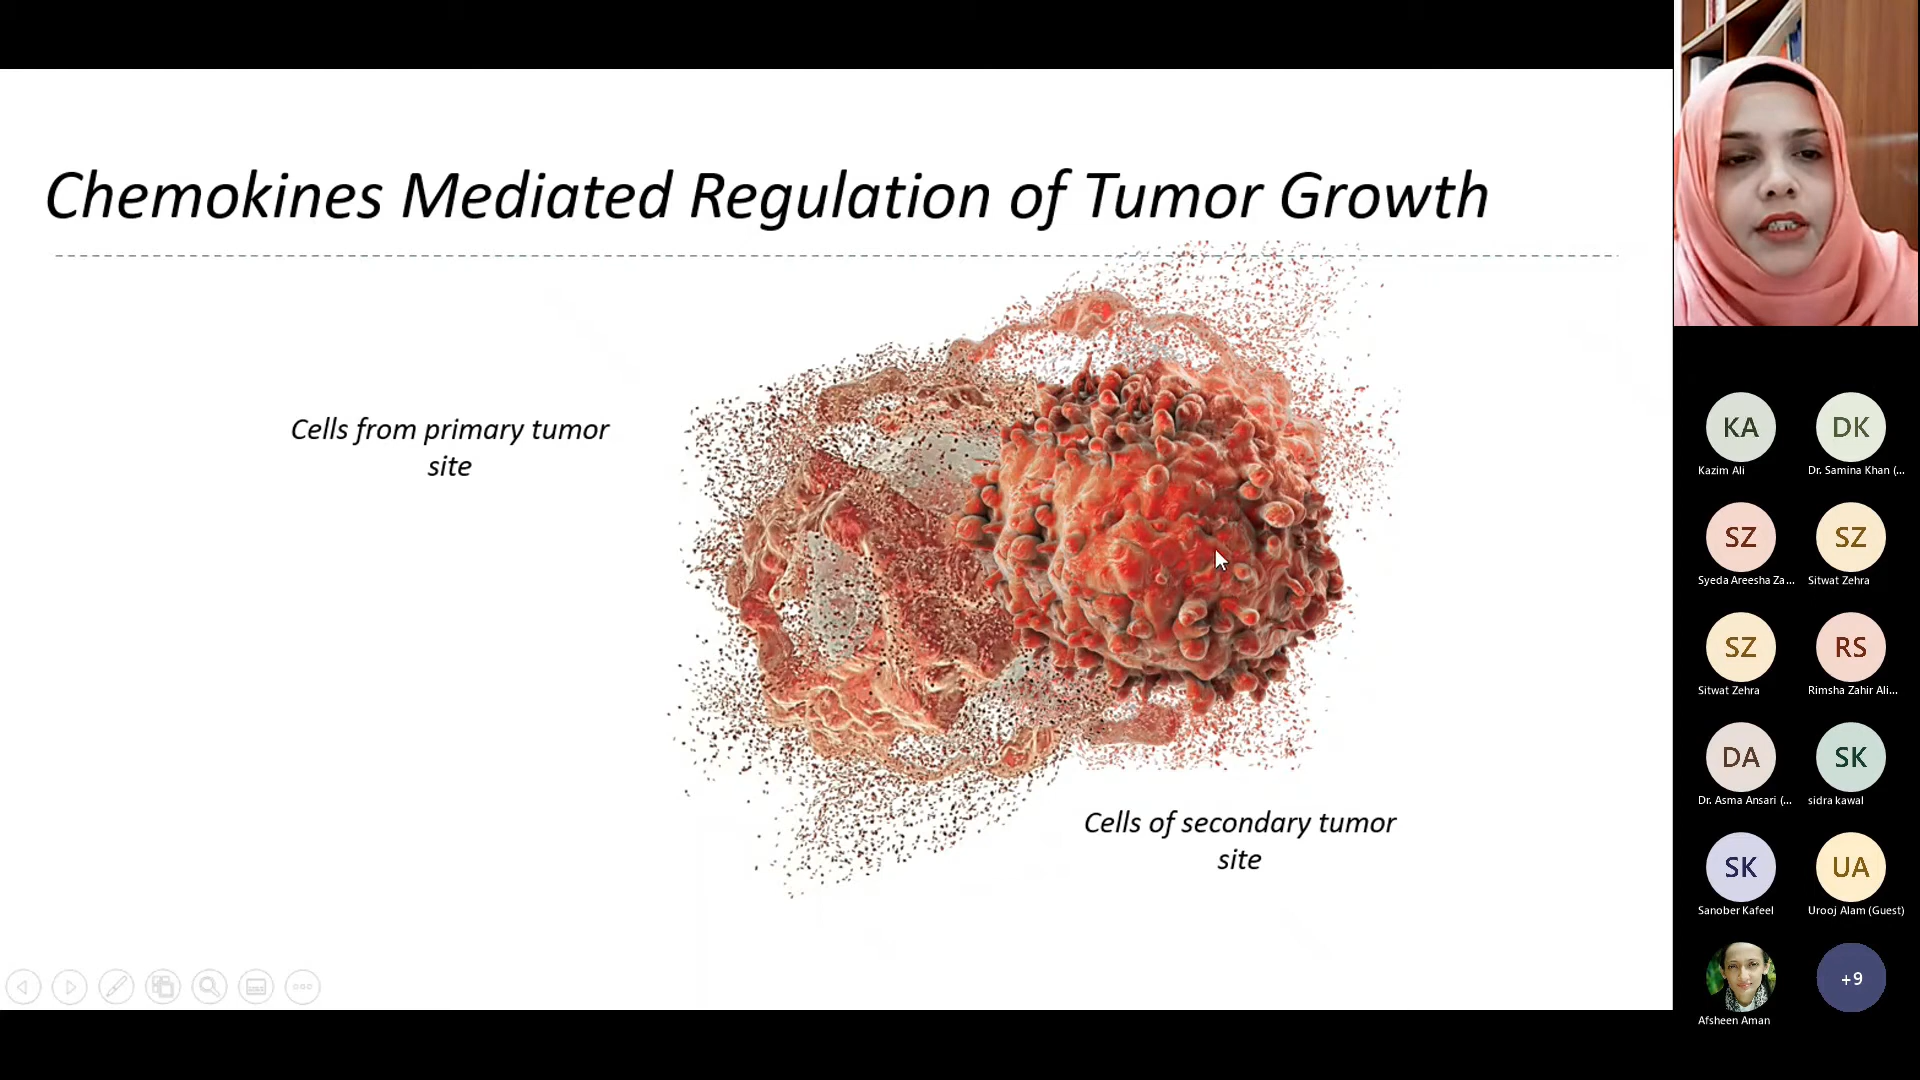 Chemokines Mediated Regulation of Tumor Growth
Cells from primary tumor
site
Cells of secondary tumor
site
KA
Kazim Ali
DK
Dr. Samina Khan (...
SZ
Syeda Areesha Za...
SZ
Sitwat Zehra
SZ
Sitwat Zehra
RS
Rimsha Zahir Ali...
DA
Dr. Asma Ansari (...
SK
sidra kawal
SK
Sanober Kafeel
UA
Urooj Alam (Guest)
Afsheen Aman
+9